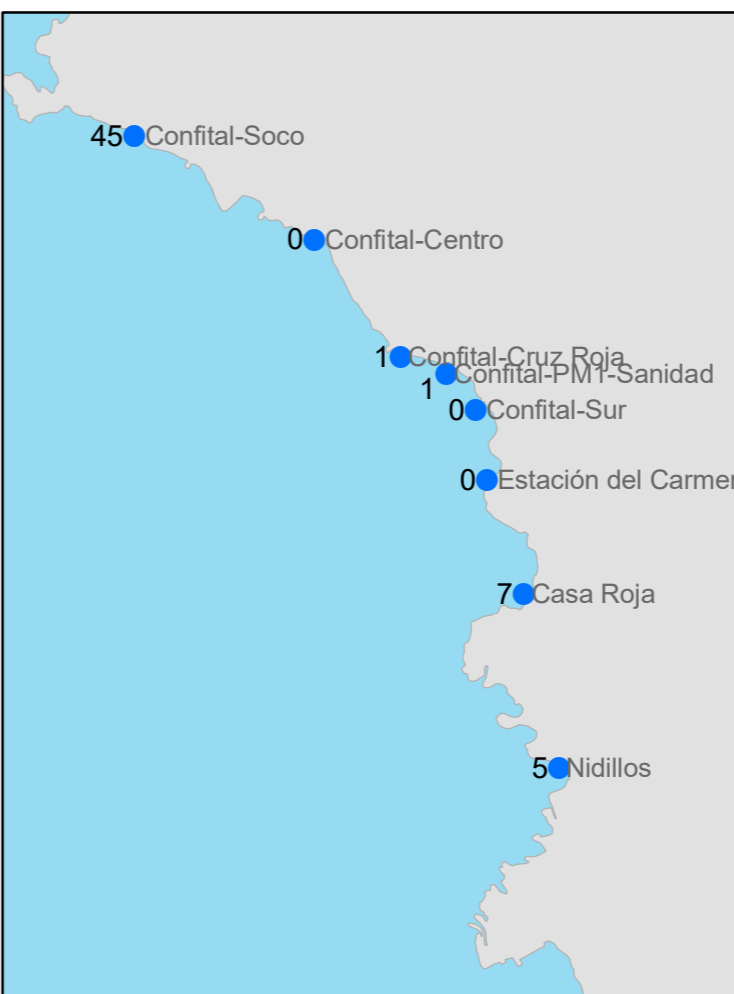 45 Confital-Soco
0 Confital-Centro
1 Confital-Cruz Roja
1 Confital-PM1-Sanidad
0 Confital-Sur
0 Estación del Carmen
7 Casa Roja
5 Nidillos